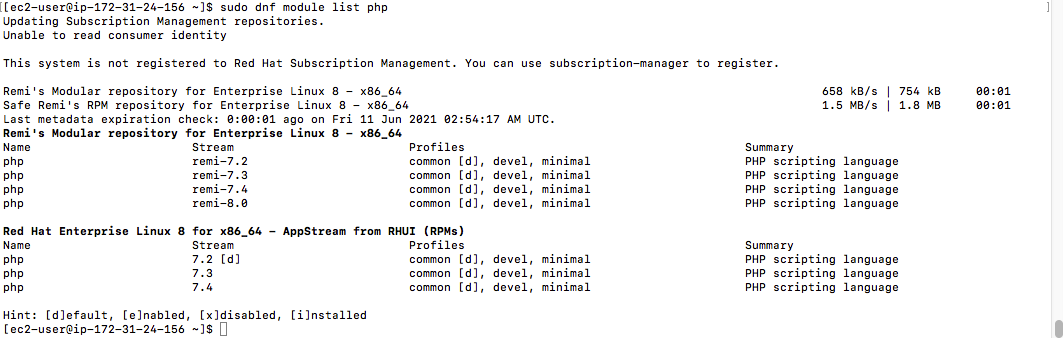 [[ec2-user@ip-172-31-24-156 ~]$ sudo dnf module list php ]
Updating Subscription Management repositories.
Unable to read consumer identity
This system is not registered to Red Hat Subscription Management. You can use subscription-manager to register.
Remi's Modular repository for Enterprise Linux 8 - x86_64 658 kB/s | 754 kB 00:01
Safe Remi's RPM repository for Enterprise Linux 8 - x86_64 1.5 MB/s | 1.8 MB 00:01
Last metadata expiration check: 0:00:01 ago on Fri 11 Jun 2021 02:54:17 AM UTC.
Remi's Modular repository for Enterprise Linux 8 - x86_64
Name Stream Profiles Summary
php remi-7.2 common [d], devel, minimal PHP scripting language
php remi-7.3 common [d], devel, minimal PHP scripting language
php remi-7.4 common [d], devel, minimal PHP scripting language
php remi-8.0 common [d], devel, minimal PHP scripting language
Red Hat Enterprise Linux 8 for x86_64 - AppStream from RHUI (RPMs)
Name Stream Profiles Summary
php 7.2 [d] common [d], devel, minimal PHP scripting language
php 7.3 common [d], devel, minimal PHP scripting language
php 7.4 common [d], devel, minimal PHP scripting language
Hint: [d]efault, [e]nabled, [x]disabled, [i]nstalled
[ec2-user@ip-172-31-24-156 ~]$